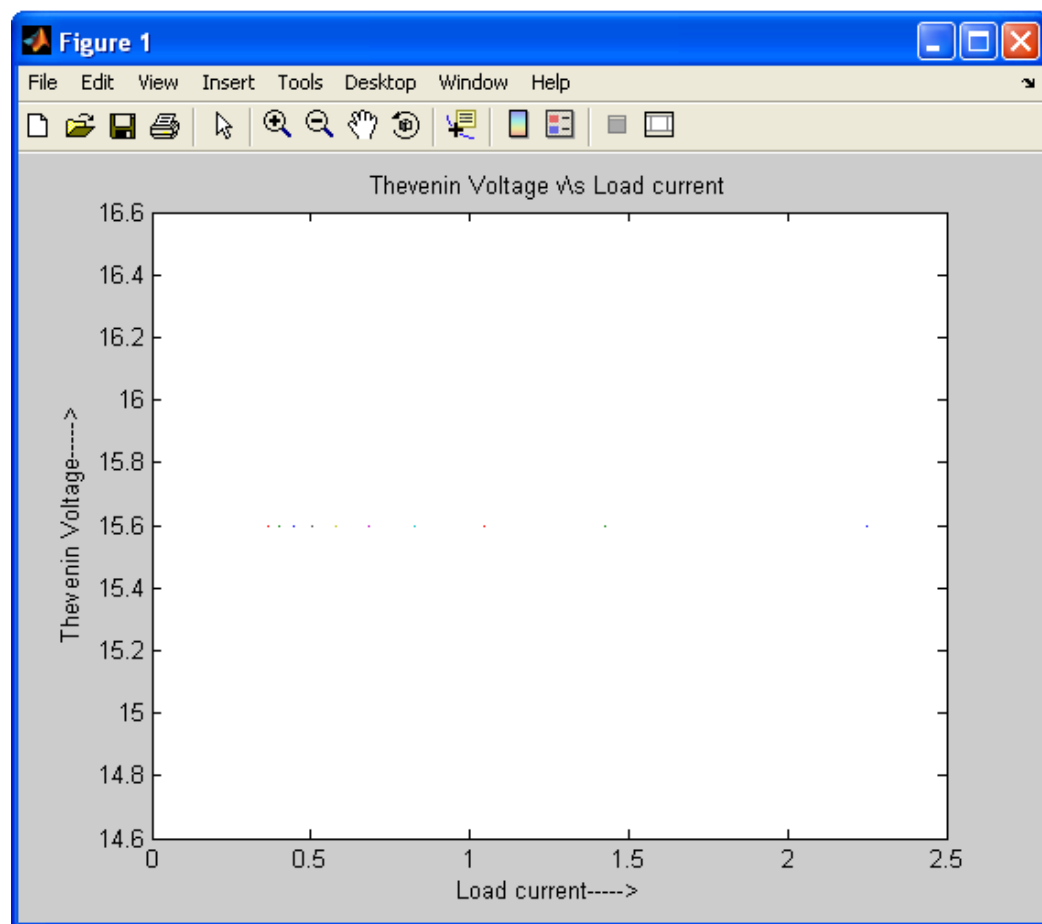 Figure 1
File Edit View Insert Tools Desktop Window Help
Thevenin Voltage v\s Load current
16.6
16.4
16.2
16
15.8
15.6
15.4
15.2
15
14.8
14.6
Thevenin Voltage----->
0 0.5 1 1.5 2 2.5
Load current----->